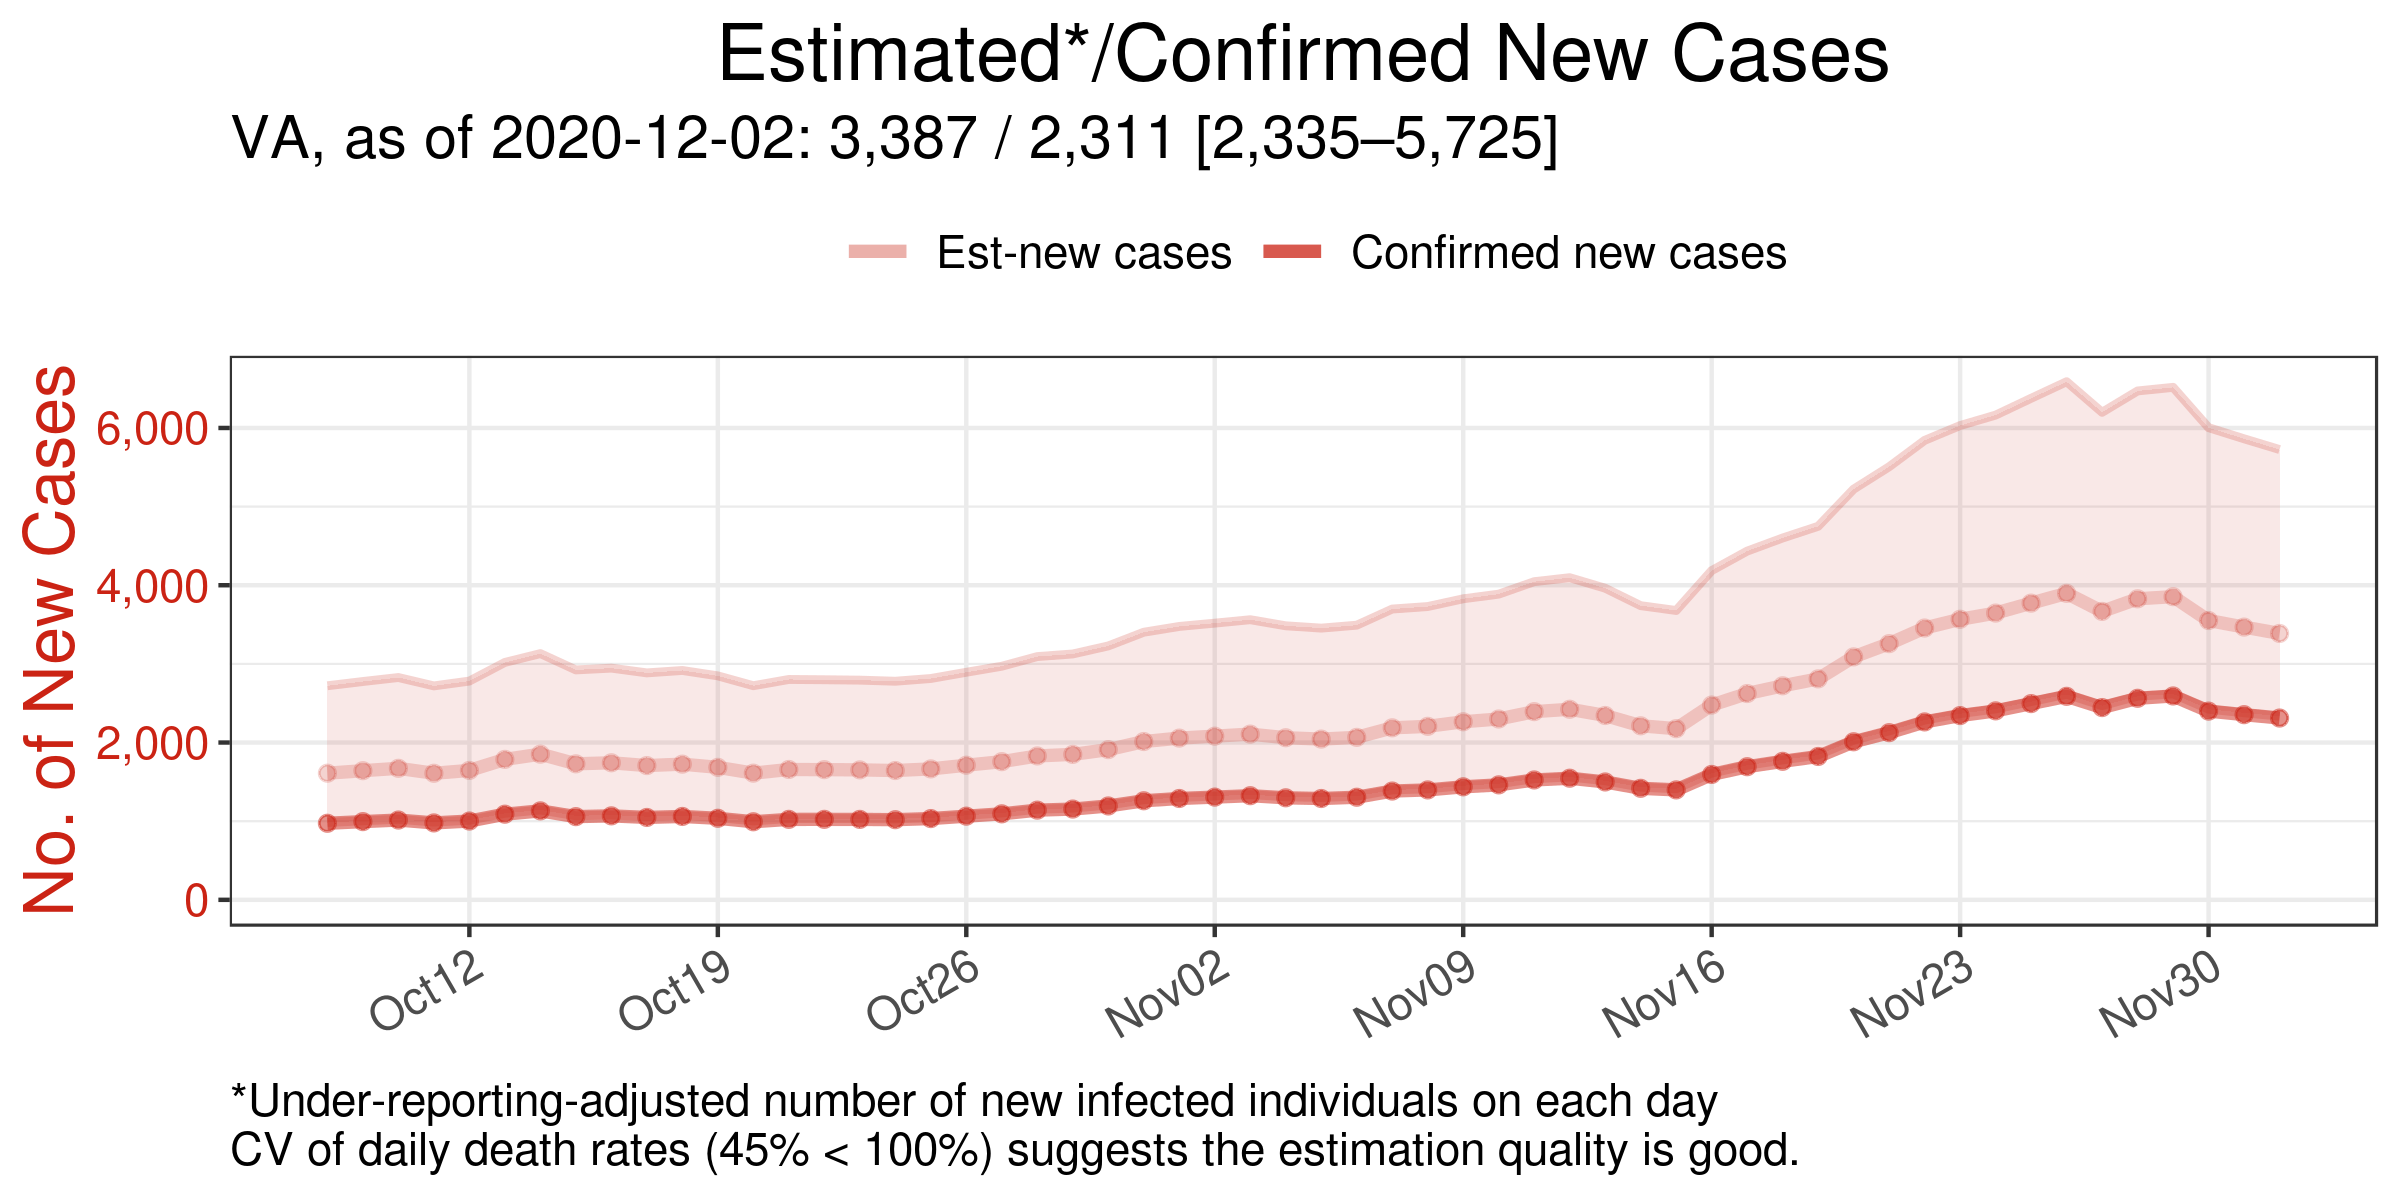 Estimated*/Confirmed New Cases
VA, as of 2020-12-02: 3,387 / 2,311 [2,335–5,725]
Est-new cases Confirmed new cases
No. of New Cases
6,000
4,000
2,000
0
Oct12 Oct19 Oct26 Nov02 Nov09 Nov16 Nov23 Nov30
*Under-reporting-adjusted number of new infected individuals on each day
CV of daily death rates (45% < 100%) suggests the estimation quality is good.